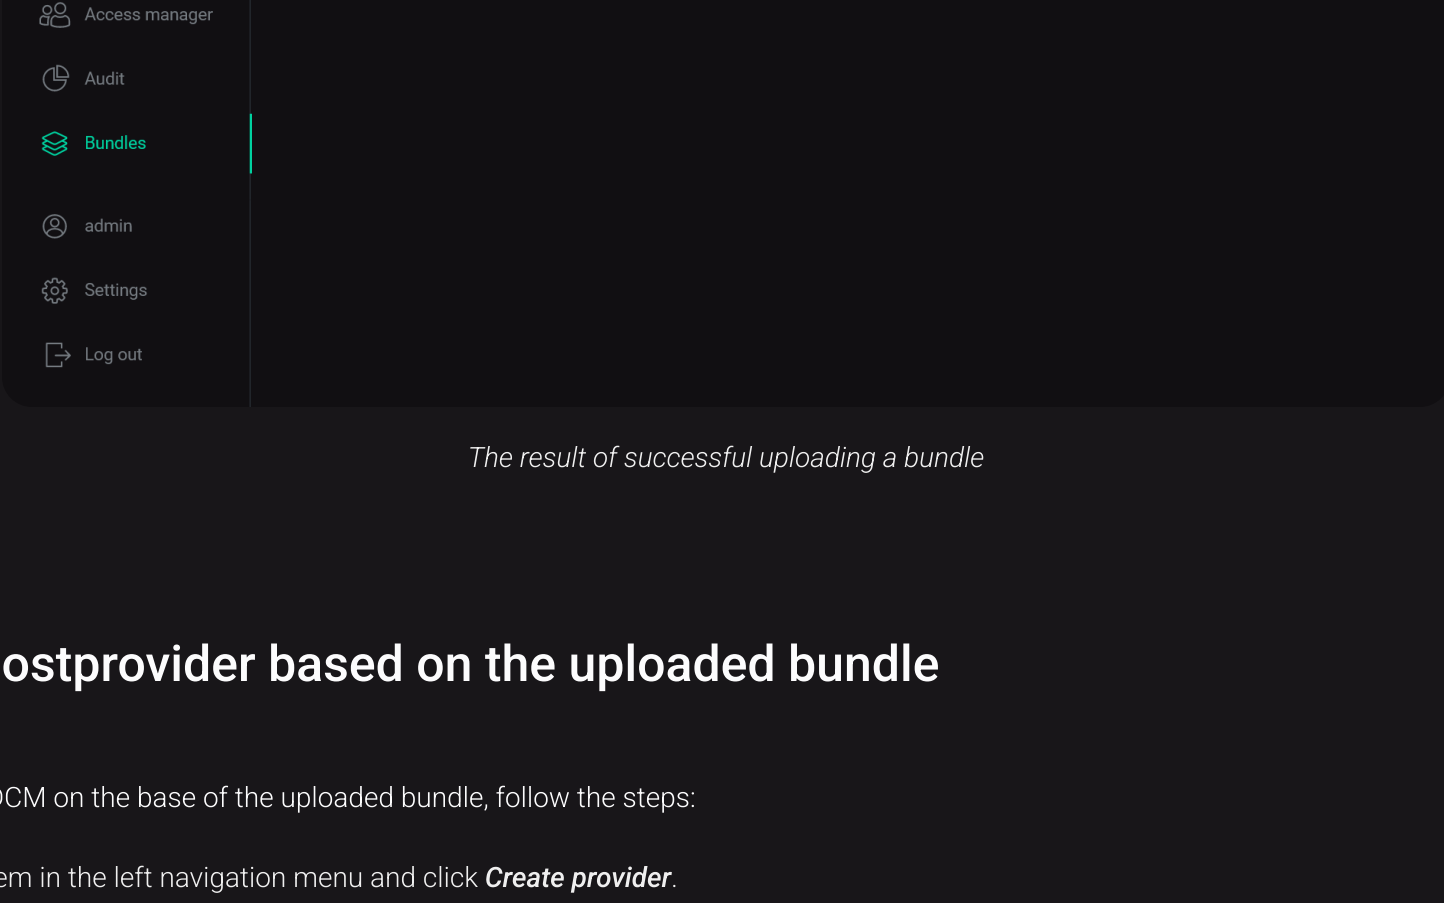 Access manager
Audit
Bundles
admin
Settings
Log out
The result of successful uploading a bundle
ostprovider based on the uploaded bundle
CM on the base of the uploaded bundle, follow the steps:
em in the left navigation menu and click Create provider.